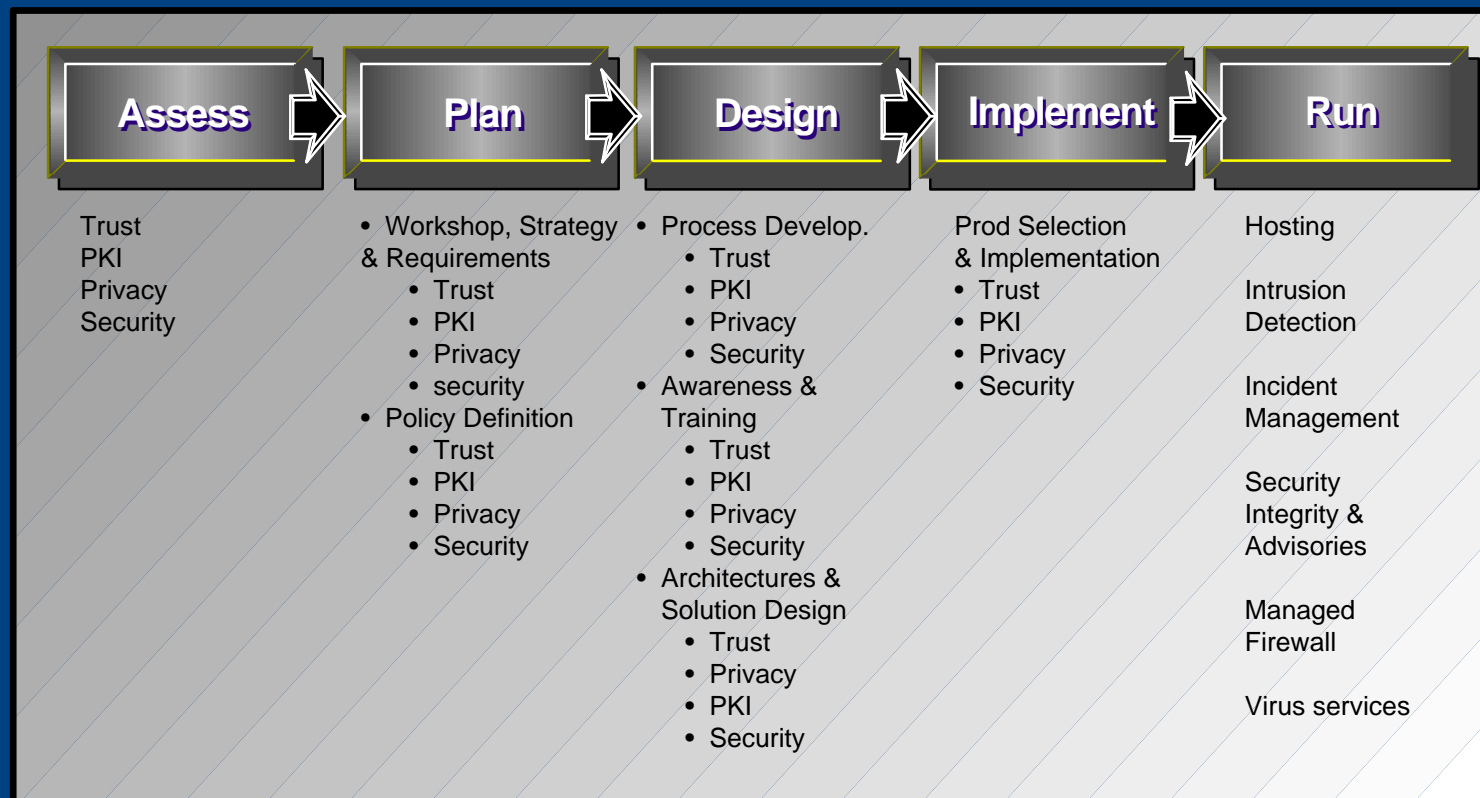 Assess
Plan
Design
Implement
Run
Trust
PKI
Privacy
Security
• Workshop, Strategy
& Requirements
• Trust
• PKI
• Privacy
• security
• Policy Definition
• Trust
• PKI
• Privacy
• Security
• Process Develop.
• Trust
• PKI
• Privacy
• Security
• Awareness &
Training
• Trust
• PKI
• Privacy
• Security
• Architectures &
Solution Design
• Trust
• Privacy
• PKI
• Security
Prod Selection
& Implementation
• Trust
• PKI
• Privacy
• Security
Hosting
Intrusion
Detection
Incident
Management
Security
Integrity &
Advisories
Managed
Firewall
Virus services